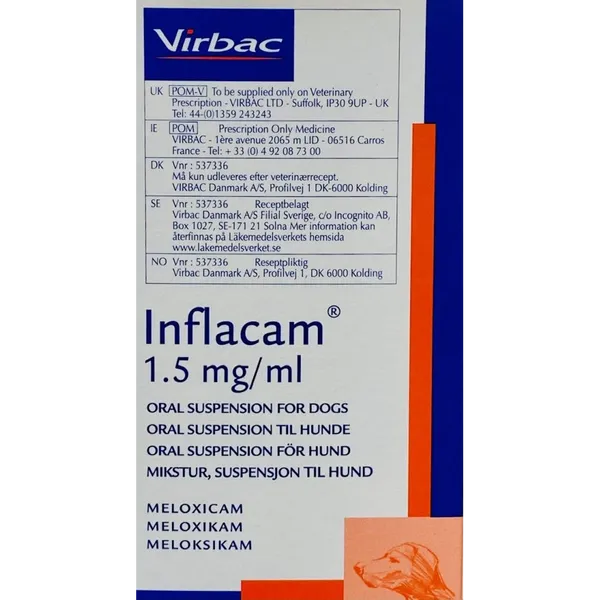 Virbac
UK POM-V To be supplied only on Veterinary
Prescription - VIRBAC LTD - Suffolk, IP30 9UP - UK
Tel: 44-(0)1359 243243
IE POM Prescription Only Medicine
VIRBAC - 1ère avenue 2065 m LID - 06516 Carros
France - Tel : + 33 (0) 4 92 08 73 00
DK Vnr : 537336
Må kun udleveres efter veterinærrecept.
VIRBAC Danmark A/S, Profilvej 1 DK-6000 Kolding
SE Vnr : 537336 Receptbelagt
Virbac Danmark A/S Filial Sverige, c/o Incognito AB,
Box 1027, SE-171 21 Solna Mer information kan
återfinnas på Läkemedelsverkets hemsida
www.lakemedelsverket.se
NO Vnr : 537336 Reseptpliktig
Virbac Danmark A/S, Profilvej 1, DK 6000 Kolding
Inflacam®
1.5 mg/ml
ORAL SUSPENSION FOR DOGS
ORAL SUSPENSION TIL HUNDE
ORAL SUSPENSION FÖR HUND
MIKSTUR, SUSPENSJON TIL HUND
MELOXICAM
MELOXIKAM
MELOKSIKAM